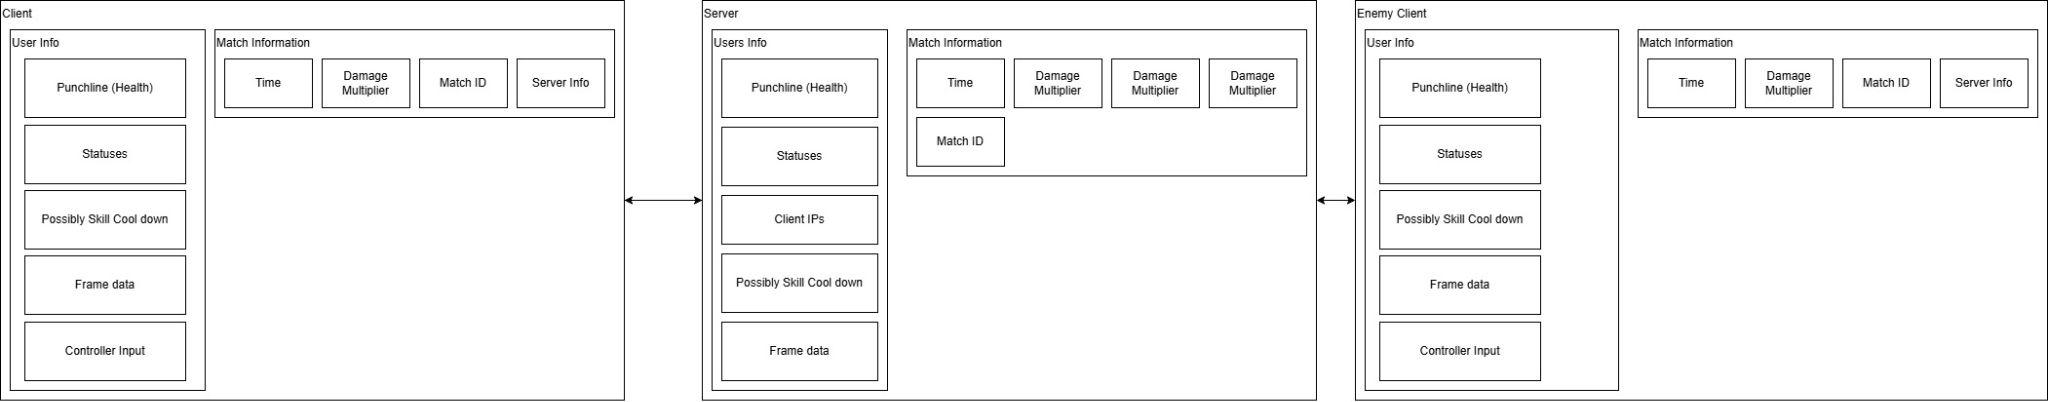 Client
User Info
Punchline (Health)
Statuses
Possibly Skill Cool down
Frame data
Controller Input
Match Information
Time
Damage
Multiplier
Match ID
Server Info
Server
Users Info
Punchline (Health)
Statuses
Client IPs
Possibly Skill Cool down
Frame data
Match Information
Time
Damage
Multiplier
Damage
Multiplier
Damage
Multiplier
Match ID
Enemy Client
User Info
Punchline (Health)
Statuses
Possibly Skill Cool down
Frame data
Controller Input
Match Information
Time
Damage
Multiplier
Match ID
Server Info